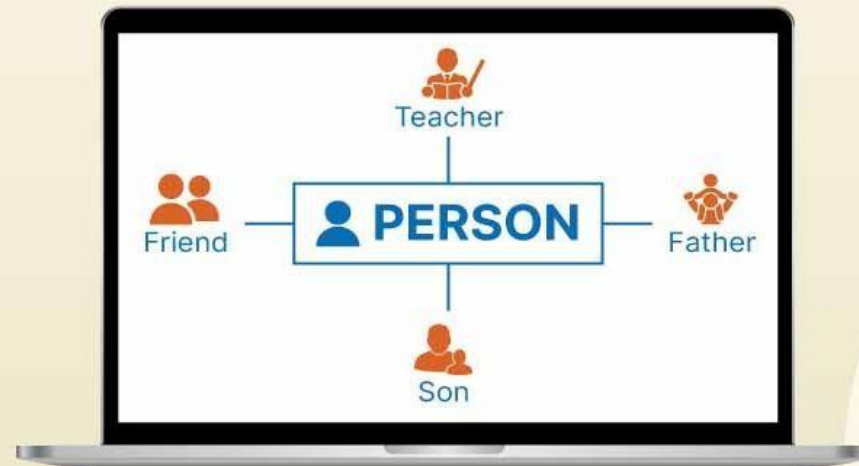 Teacher
Friend
PERSON
Father
Son